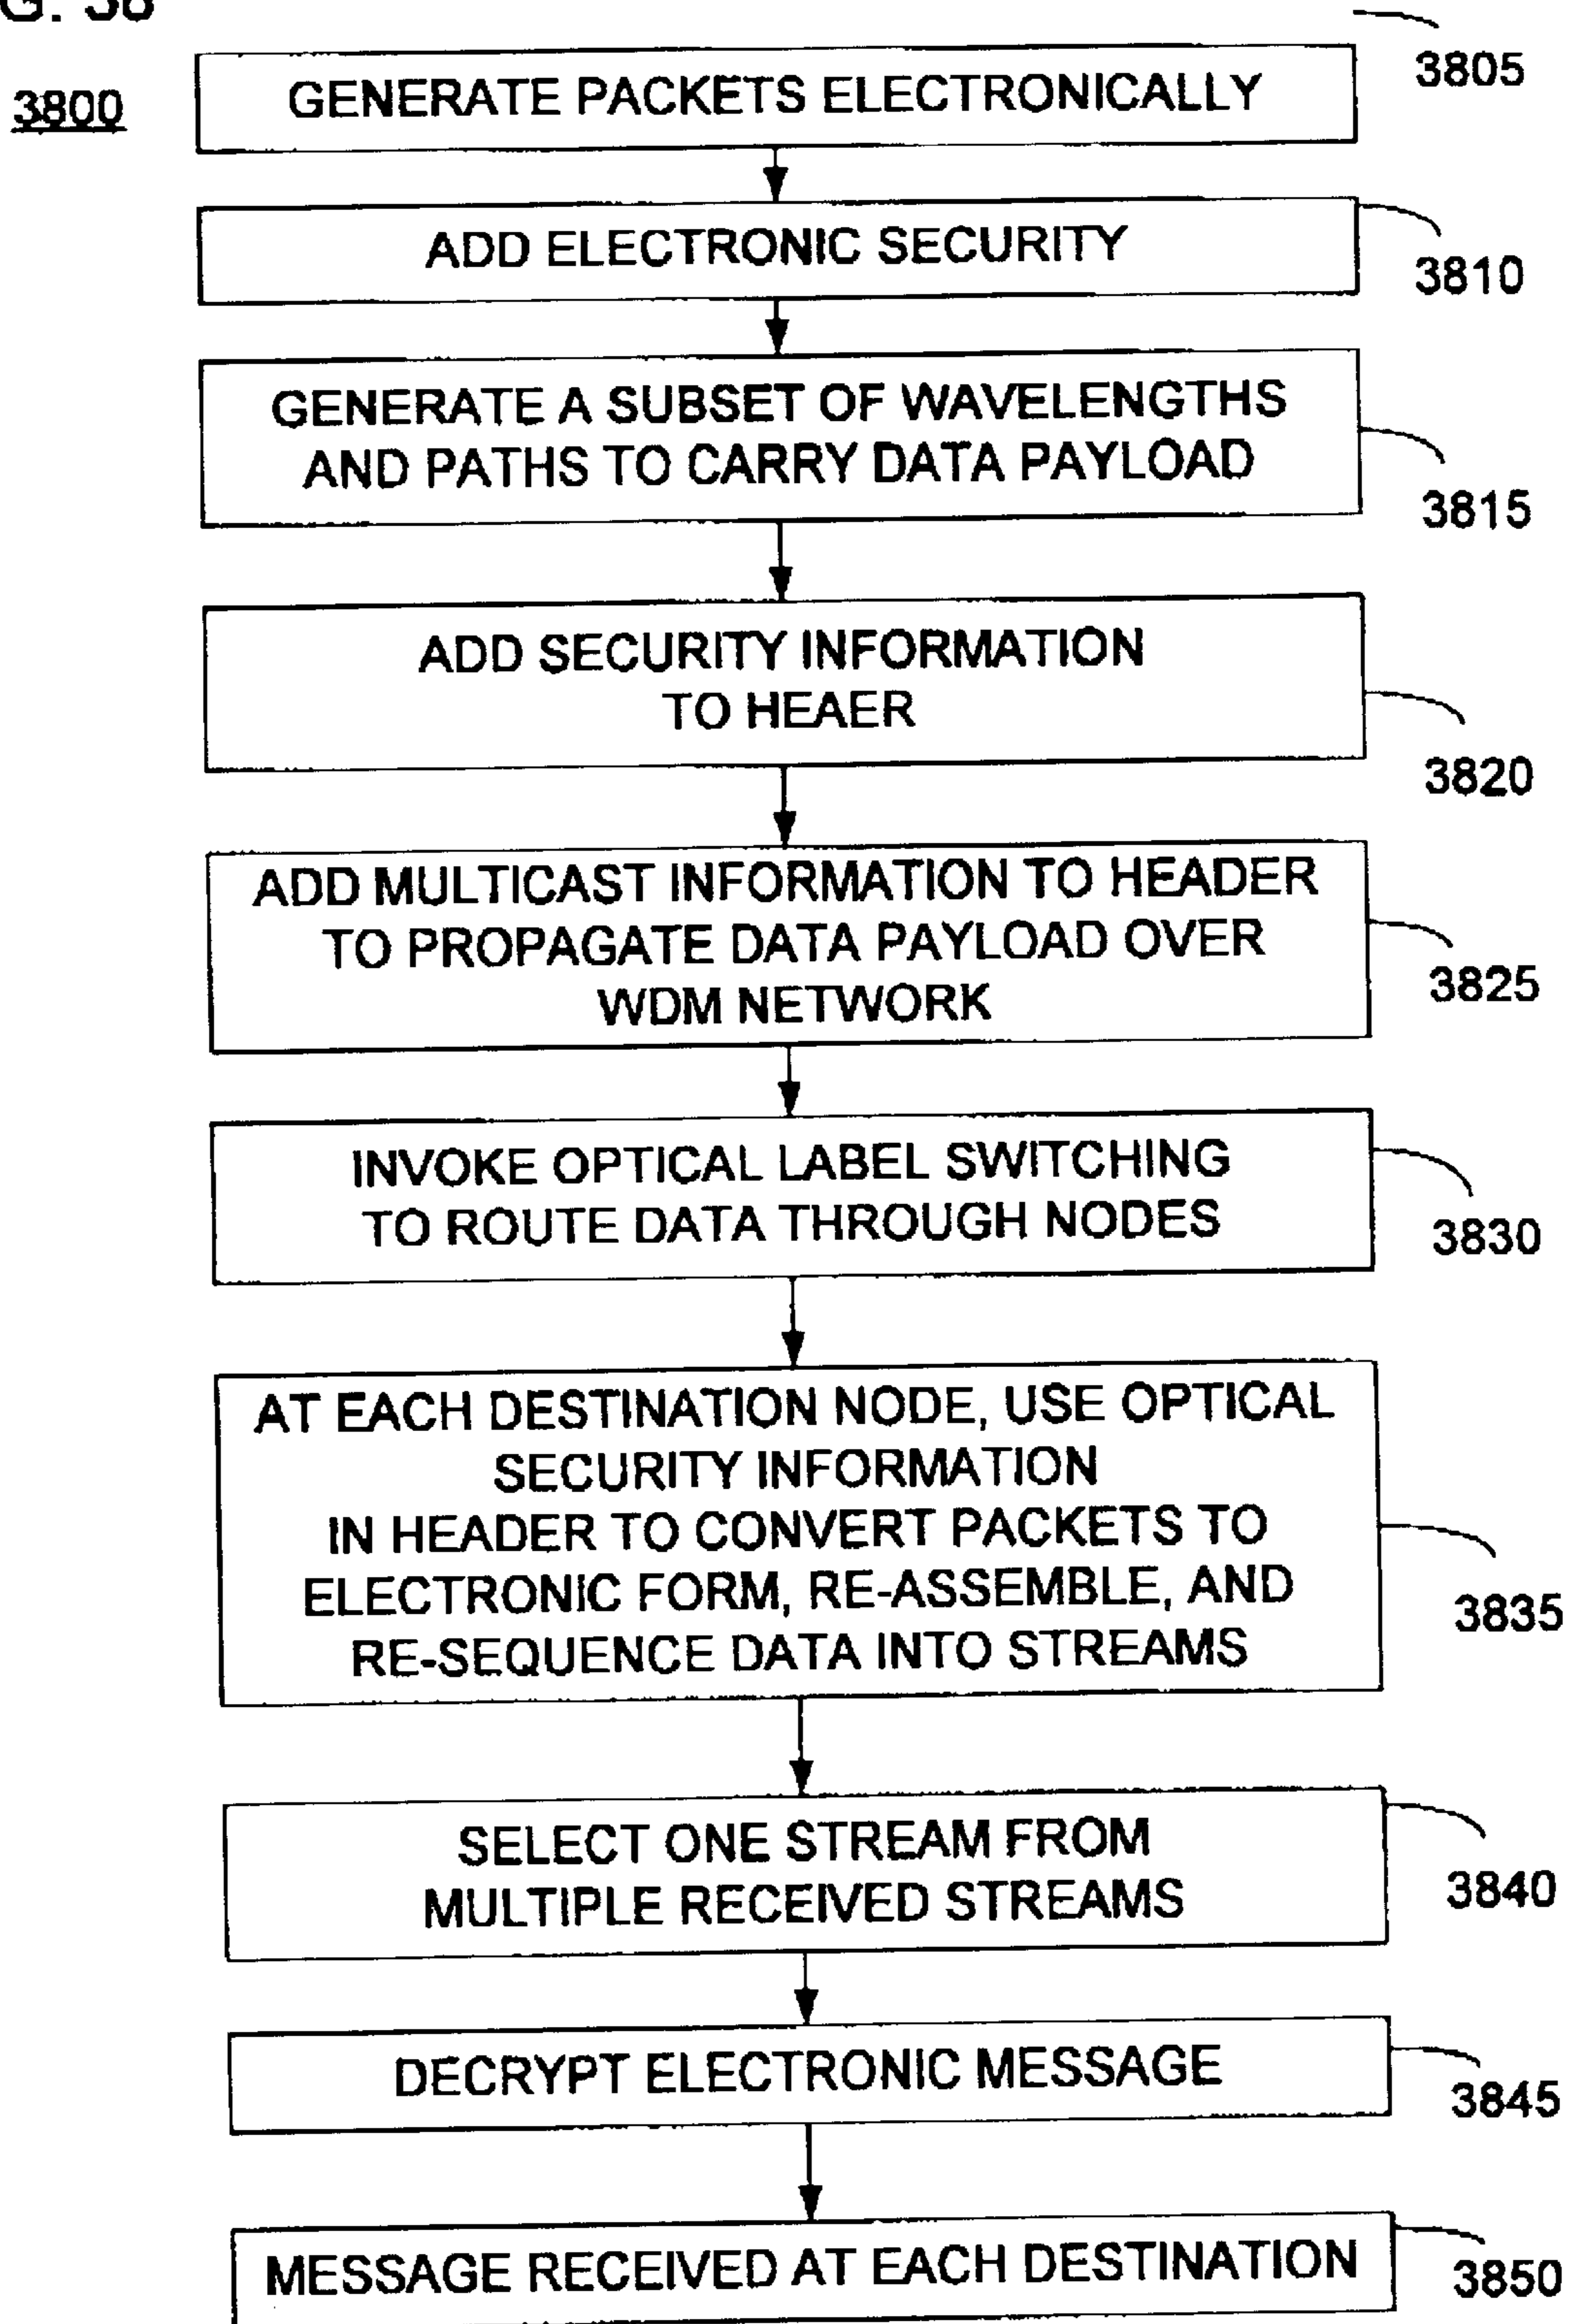 G. 38
3800
GENERATE PACKETS ELECTRONICALLY
3805
ADD ELECTRONIC SECURITY
3810
GENERATE A SUBSET OF WAVELENGTHS
AND PATHS TO CARRY DATA PAYLOAD
3815
ADD SECURITY INFORMATION
TO HEAER
3820
ADD MULTICAST INFORMATION TO HEADER
TO PROPAGATE DATA PAYLOAD OVER
WDM NETWORK
3825
INVOKE OPTICAL LABEL SWITCHING
TO ROUTE DATA THROUGH NODES
3830
AT EACH DESTINATION NODE, USE OPTICAL
SECURITY INFORMATION
IN HEADER TO CONVERT PACKETS TO
ELECTRONIC FORM, RE-ASSEMBLE, AND
RE-SEQUENCE DATA INTO STREAMS
3835
SELECT ONE STREAM FROM
MULTIPLE RECEIVED STREAMS
3840
DECRYPT ELECTRONIC MESSAGE
3845
MESSAGE RECEIVED AT EACH DESTINATION
3850